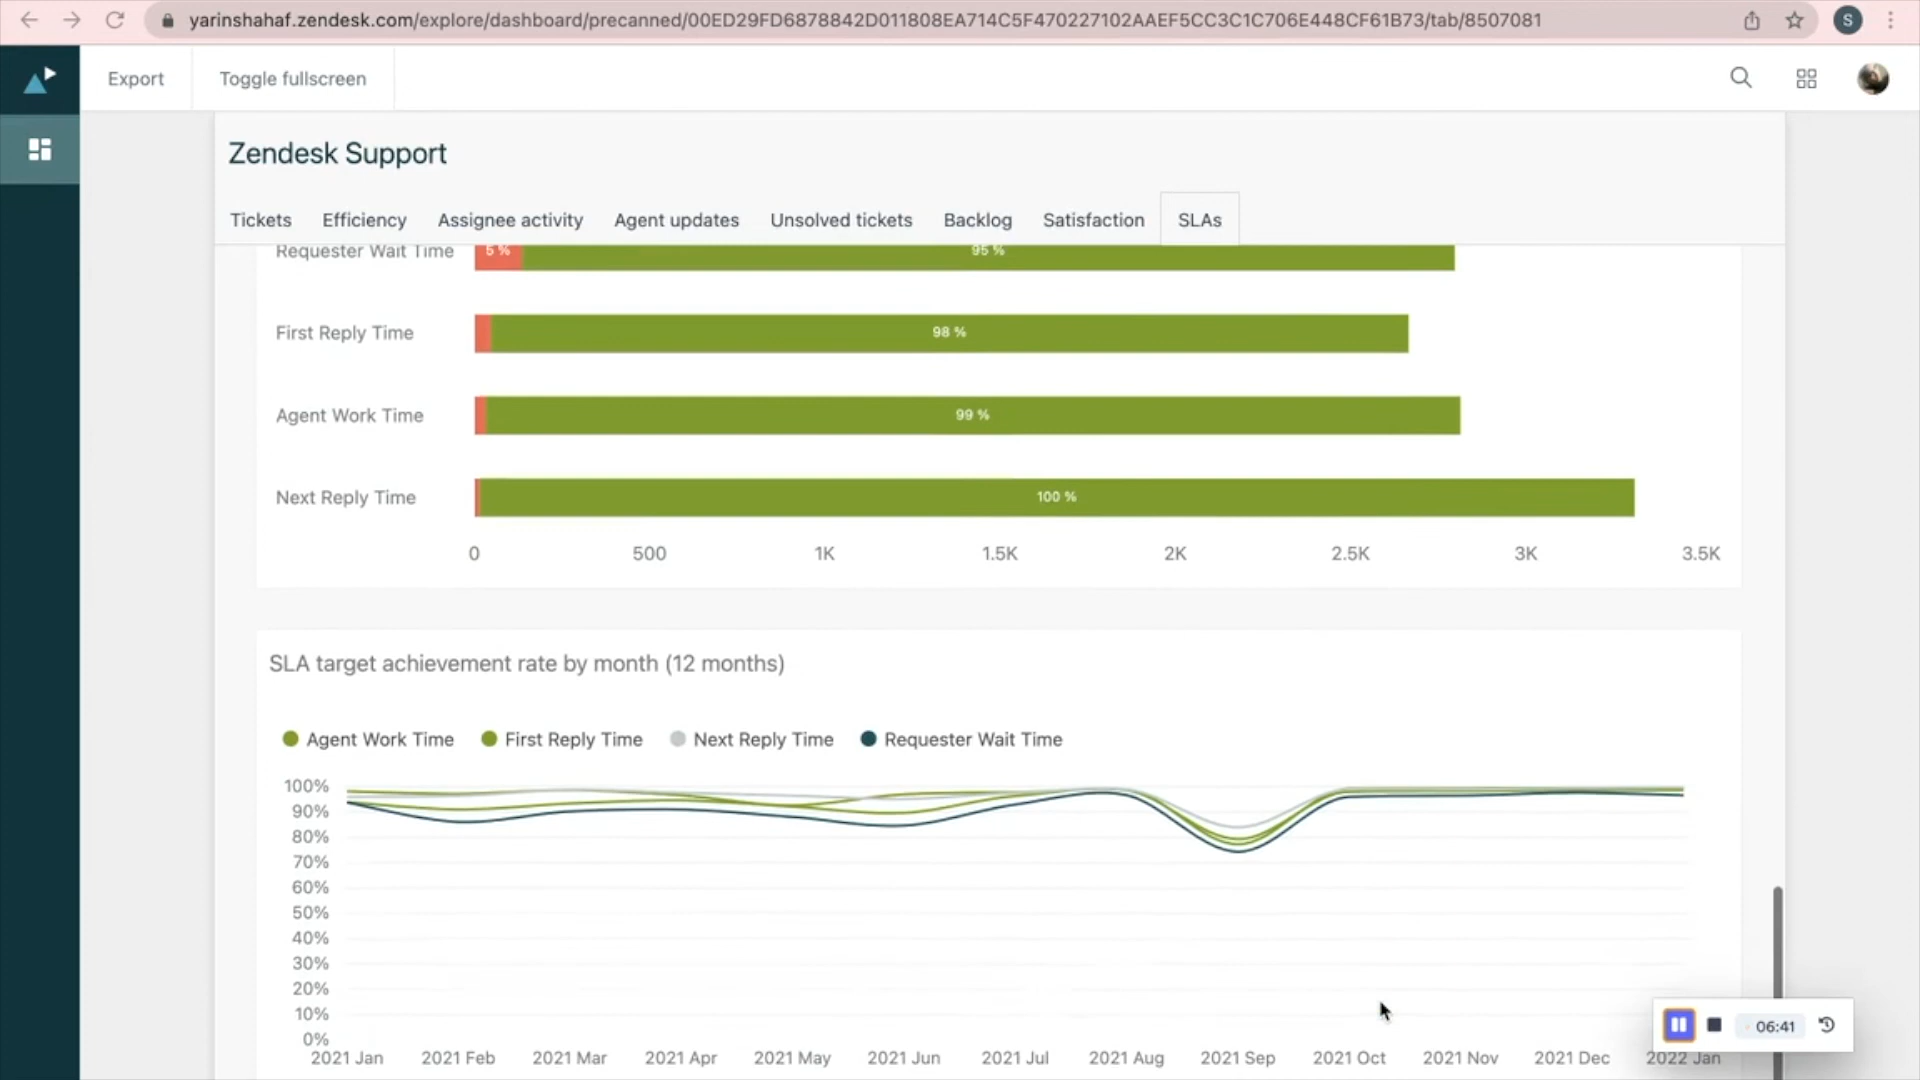 yarinshahaf.zendesk.com/explore/dashboard/precanned/00ED29FD6878842D011808EA714C5F470227102AAEF5CC3C1C706E448CF61B73/tab/8507081
S
Export
Toggle fullscreen
Zendesk Support
Tickets
Efficiency
Assignee activity
Agent updates
Unsolved tickets
Backlog
Satisfaction
SLAs
Requester Wait Time
5 %
95 %
First Reply Time
98 %
Agent Work Time
99 %
Next Reply Time
100 %
0 500 1K 1.5K 2K 2.5K 3K 3.5K
SLA target achievement rate by month (12 months)
Agent Work Time
First Reply Time
Next Reply Time
Requester Wait Time
100%
90%
80%
70%
60%
50%
40%
30%
20%
10%
0%
2021 Jan 2021 Feb 2021 Mar 2021 Apr 2021 May 2021 Jun 2021 Jul 2021 Aug 2021 Sep 2021 Oct 2021 Nov 2021 Dec 2022 Jan
06:41